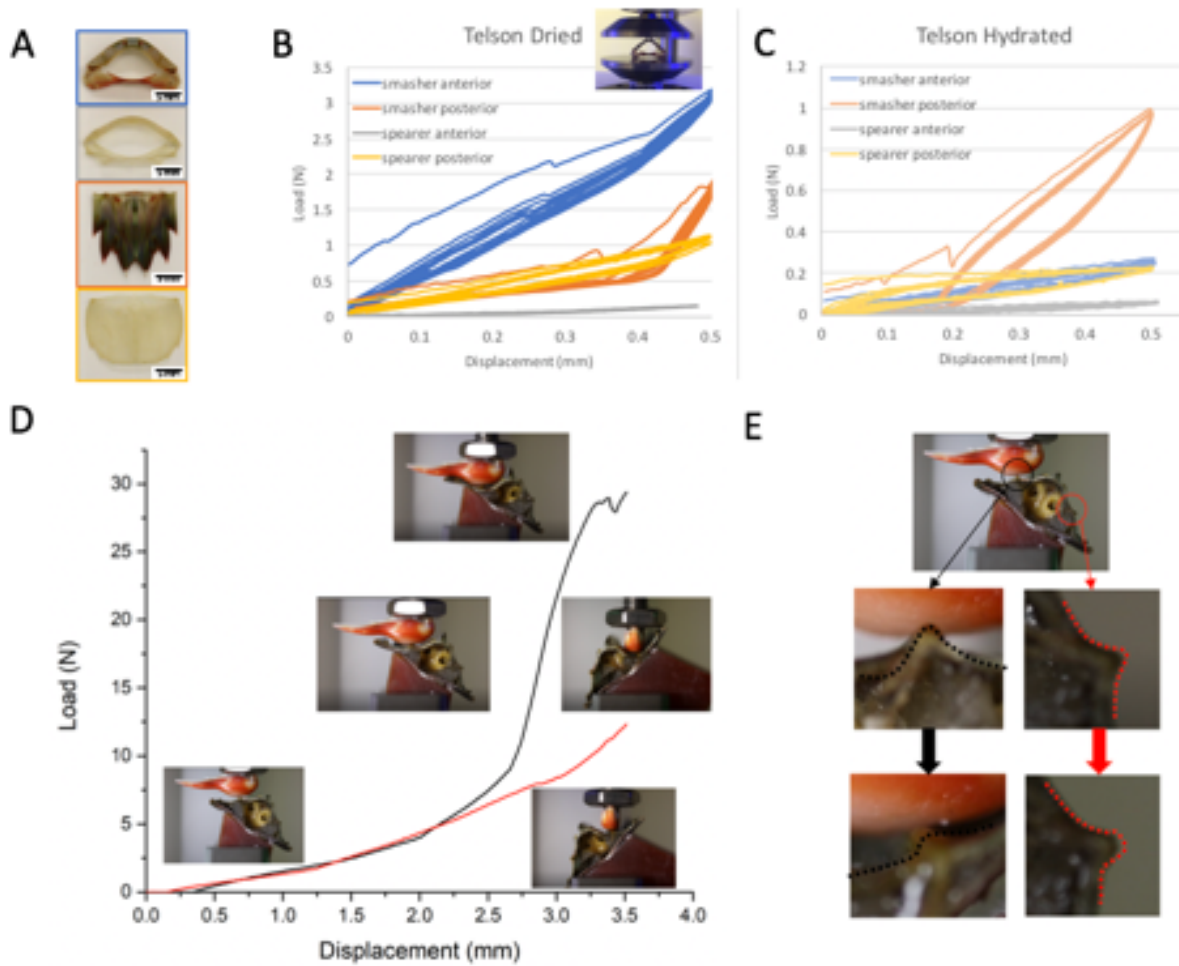 A
B
Telson Dried
3.5
3
2.5
2
1.5
1
0.5
0
Load (N)
smasher anterior
smasher posterior
spearer anterior
spearer posterior
0
0.1
0.2
0.3
0.4
0.5
Displacement (mm)
C
Telson Hydrated
1.2
1
0.8
0.6
0.4
0.2
0
Load (N)
smasher anterior
smasher posterior
spearer anterior
spearer posterior
0
0.1
0.2
0.3
0.4
0.5
Displacement (mm)
D
30
25
20
15
10
5
0
Load (N)
0.0
0.5
1.0
1.5
2.0
2.5
3.0
3.5
4.0
Displacement (mm)
E